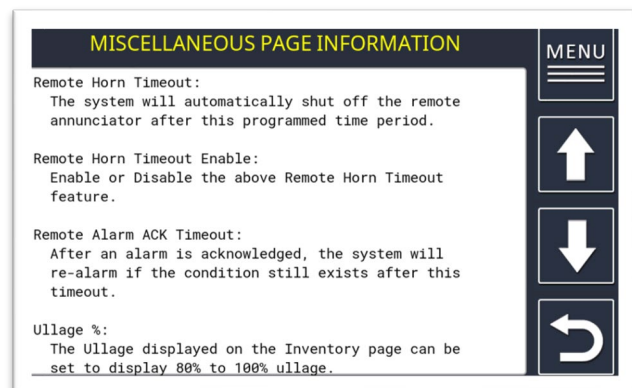 MISCELLANEOUS PAGE INFORMATION
MENU
Remote Horn Timeout:
The system will automatically shut off the remote
annunciator after this programmed time period.
Remote Horn Timeout Enable:
Enable or Disable the above Remote Horn Timeout
feature.
Remote Alarm ACK Timeout:
After an alarm is acknowledged, the system will
re-alarm if the condition still exists after this
timeout.
Ullage %:
The Ullage displayed on the Inventory page can be
set to display 80% to 100% ullage.